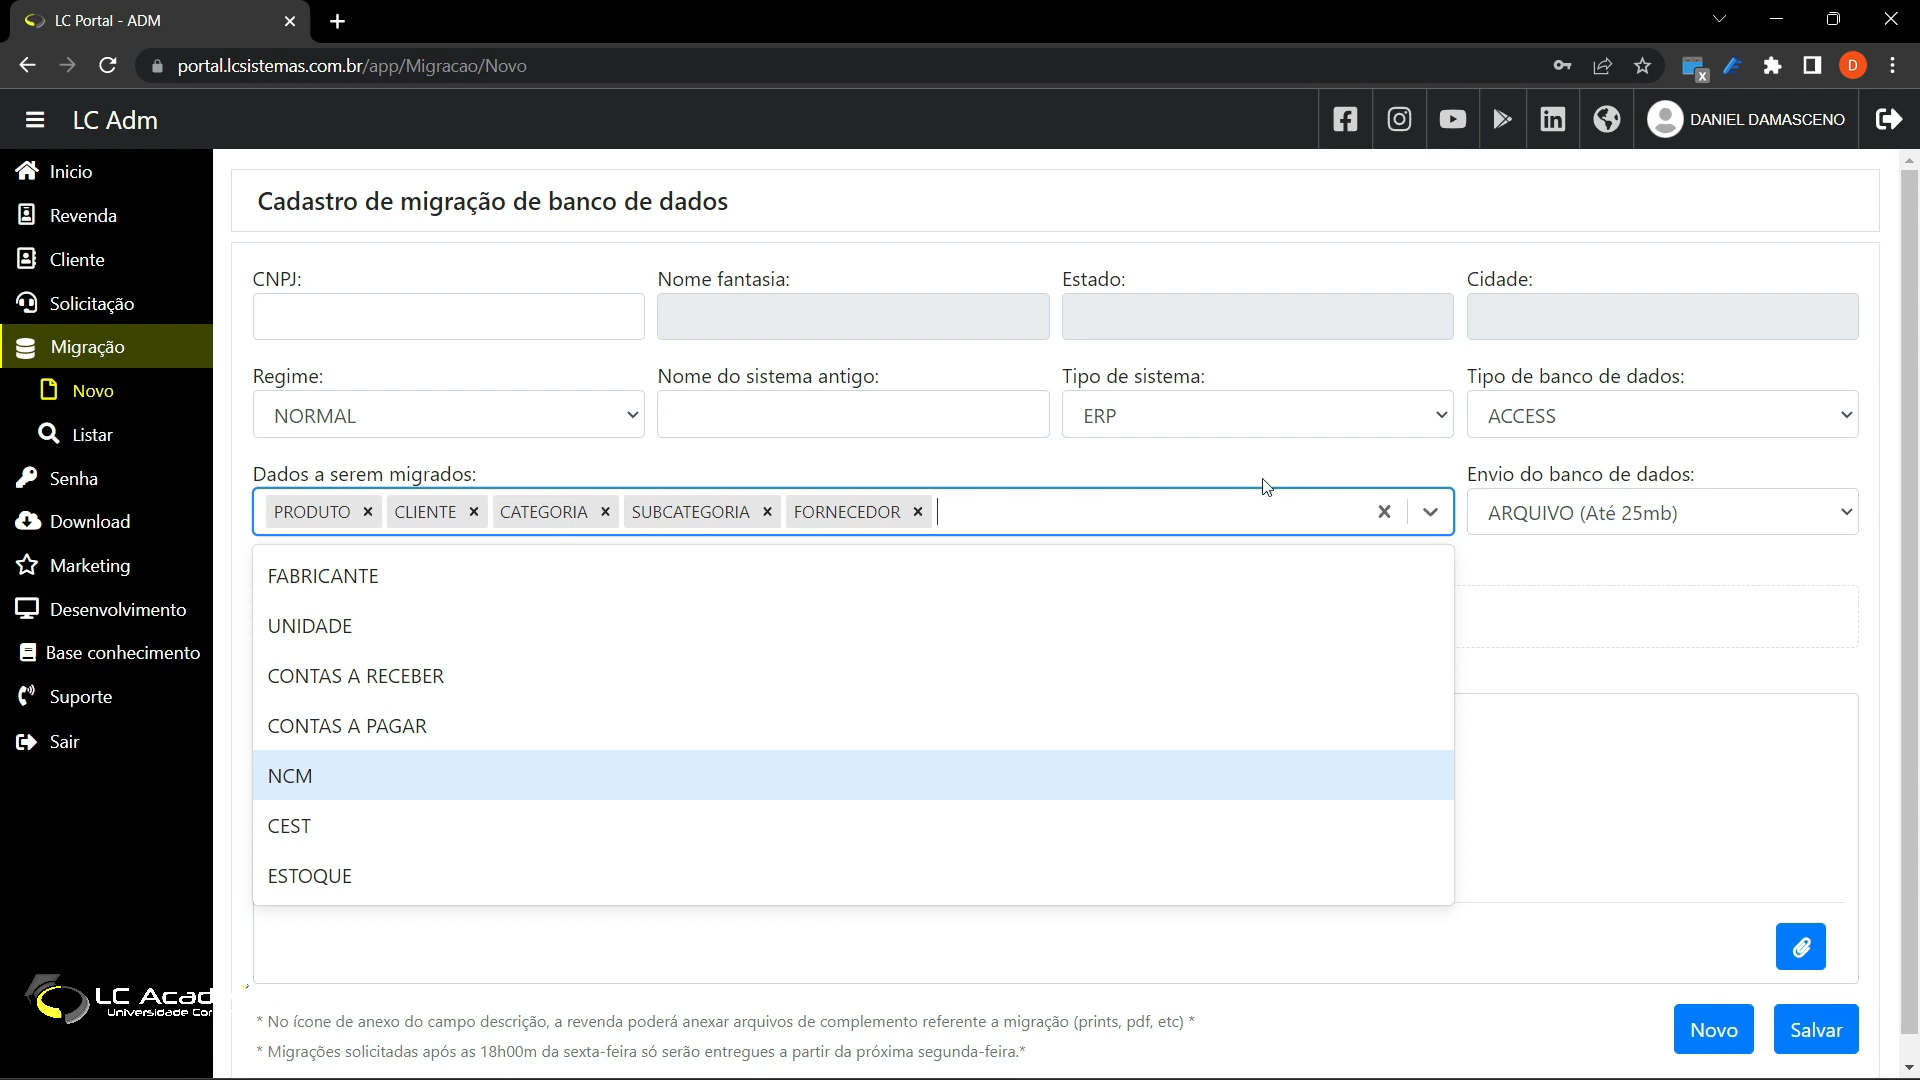 LC Portal - ADM
portal.lcsistemas.com.br/app/Migracao/Novo
D
LC Adm
DANIEL DAMASCENO
Inicio
Revenda
Cliente
Solicitação
Migração
Novo
Listar
Senha
Download
Marketing
Desenvolvimento
Base conhecimento
Suporte
Sair
Cadastro de migração de banco de dados
CNPJ: Nome fantasia: Estado: Cidade:
Regime: Nome do sistema antigo: Tipo de sistema: Tipo de banco de dados:
NORMAL ERP ACCESS
Dados a serem migrados: Envio do banco de dados:
PRODUTO CLIENTE CATEGORIA SUBCATEGORIA FORNECEDOR ARQUIVO (Até 25mb)
FABRICANTE
UNIDADE
CONTAS A RECEBER
CONTAS A PAGAR
NCM
CEST
ESTOQUE
LC Acad
Universidade Cor
* No ícone de anexo do campo descrição, a revenda poderá anexar arquivos de complemento referente a migração (prints, pdf, etc) *
* Migrações solicitadas após as 18h00m da sexta-feira só serão entregues a partir da próxima segunda-feira.*
Novo Salvar